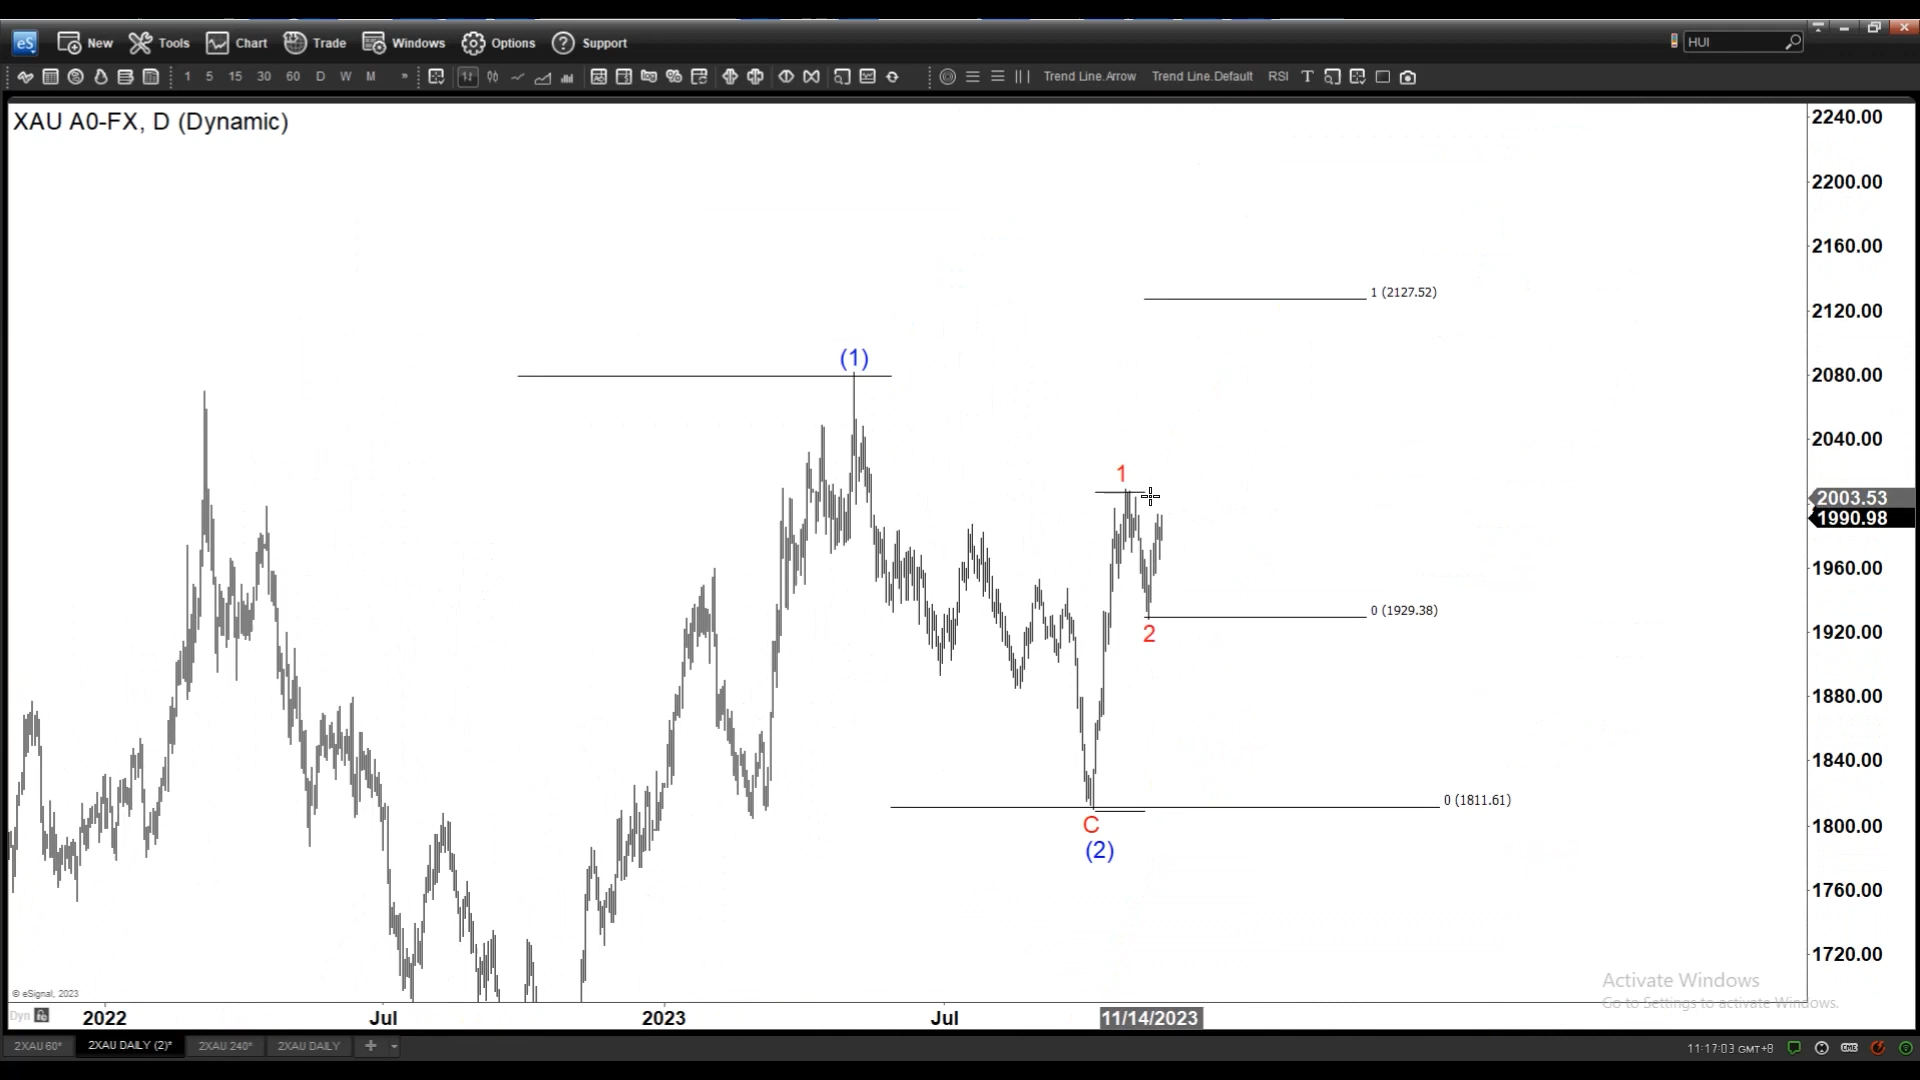 eS New Tools Chart Trade Windows Options Support HUI
1 5 15 30 60 D W M » Trend Line.Arrow Trend Line.Default RSI T
XAU A0-FX, D (Dynamic)
2240.00
2200.00
2160.00
1 (2127.52)
2120.00
(1)
2080.00
2040.00
1
2003.53
1990.98
1960.00
0 (1929.38)
1920.00
2
1880.00
1840.00
0 (1811.61)
1800.00
C
(2)
1760.00
1720.00
Activate Windows
Go to Settings to activate Windows.
© eSignal, 2023
Dyn 2022 Jul 2023 Jul 11/14/2023
2XAU 60* 2XAU DAILY (2)* 2XAU 240* 2XAU DAILY + 11:17:03 GMT+8 CME